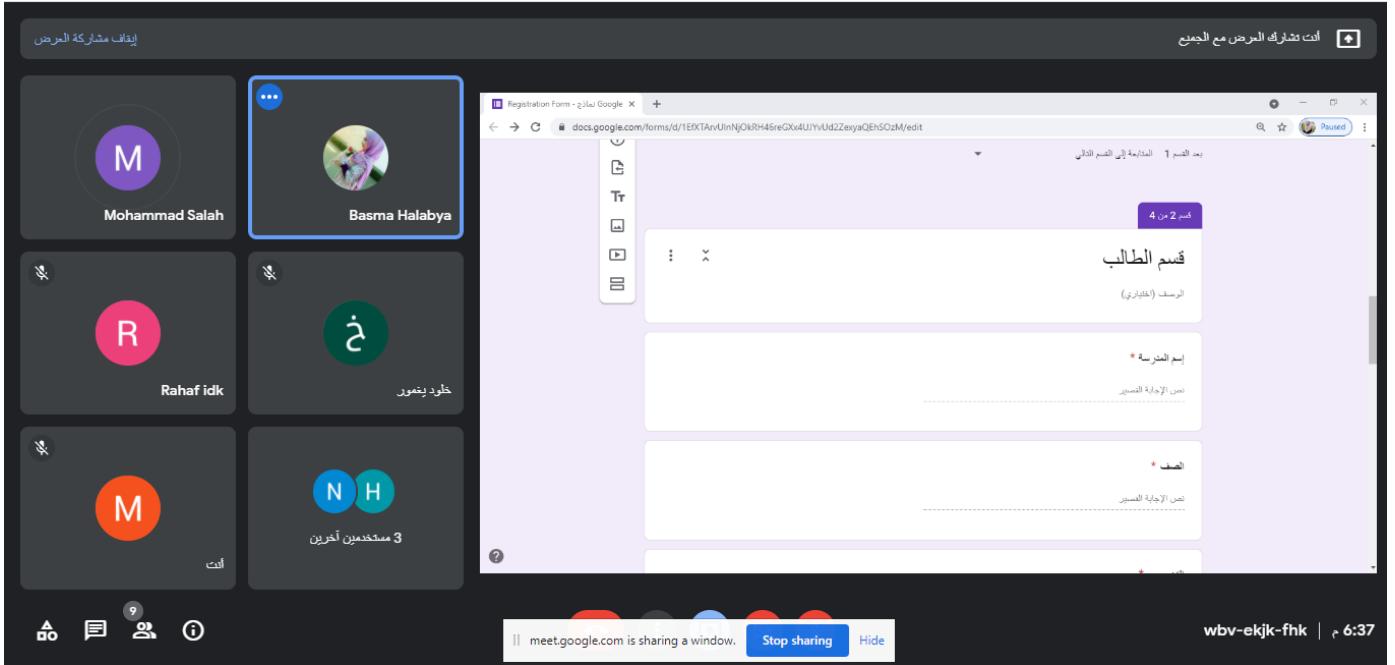 أنت تشارك العرض مع الجميع
إيقاف مشاركة العرض
M
Mohammad Salah
Basma Halabya
R
Rahaf idk
خ
خلود يغمور
M
أنت
N H
3 مستخدمين آخرين
Registration Form - نماذج Google
docs.google.com/forms/d/1EfXTArvUInNjOkRH46reGXx4UJYvUd2ZexyaQEhSOzM/edit
Paused
بعد القسم 1 المتابعة إلى القسم التالي
Tт
قسم 2 من 4
قسم الطالب
الوصف (اختياري)
إسم المدرسة *
نص الإجابة القصير
الصف *
نص الإجابة القصير
9
meet.google.com is sharing a window.
Stop sharing
Hide
wbv-ekjk-fhk | 6:37 م